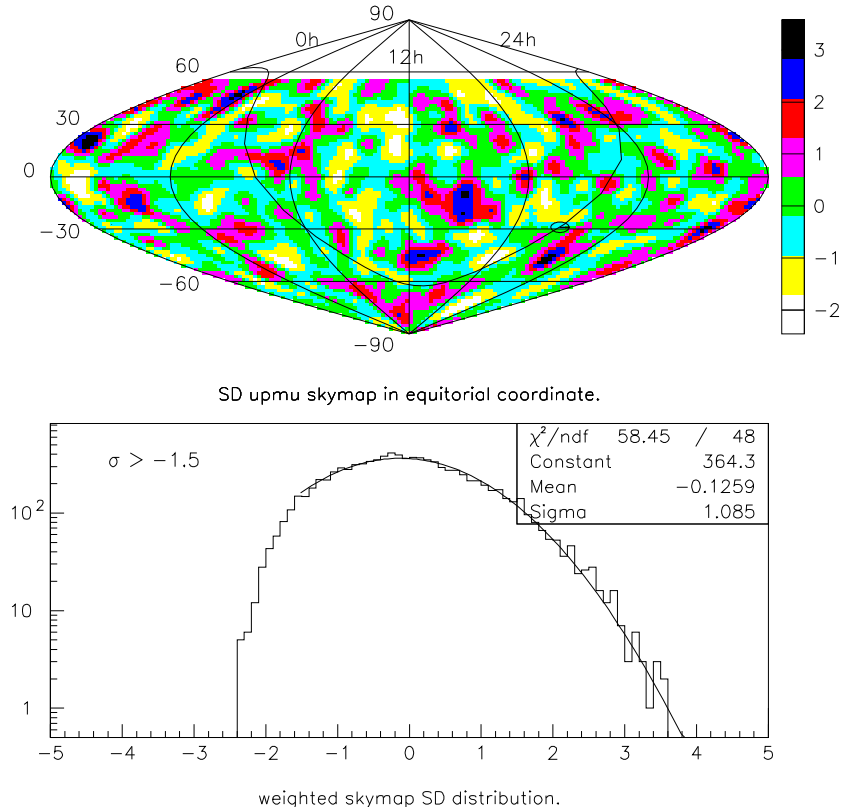 90
0h 24h
12h
60
30
0
−30
−60
−90
3
2
1
0
−1
−2
SD upmu skymap in equitorial coordinate.
σ > −1.5
χ²/ndf 58.45 / 48
Constant 364.3
Mean −0.1259
Sigma 1.085
10²
10
1
−5 −4 −3 −2 −1 0 1 2 3 4 5
weighted skymap SD distribution.